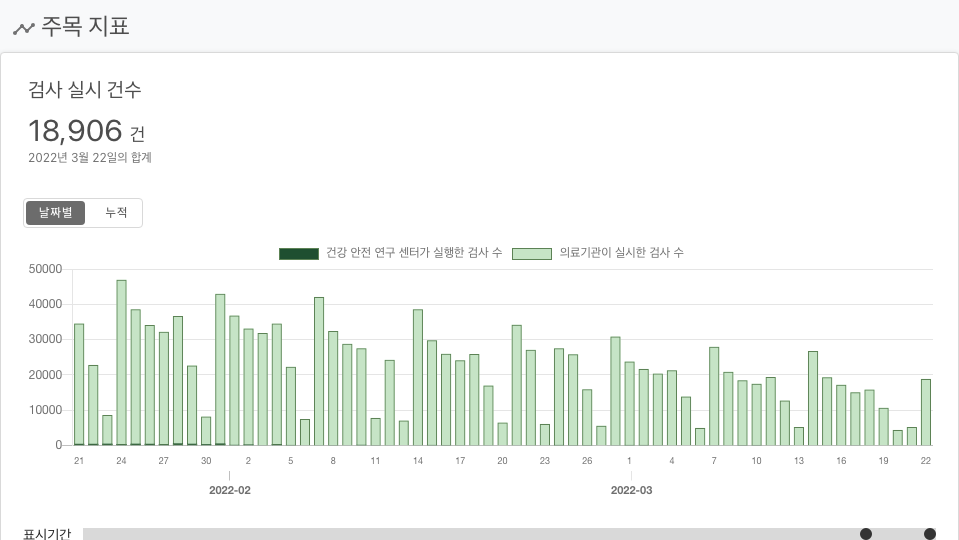 주목 지표
검사 실시 건수
18,906 건
2022년 3월 22일의 합계
날짜별 누적
건강 안전 연구 센터가 실행한 검사 수 의료기관이 실시한 검사 수
50000
40000
30000
20000
10000
0
21 24 27 30 2 5 8 11 14 17 20 23 26 1 4 7 10 13 16 19 22
2022-02 2022-03
표시기간